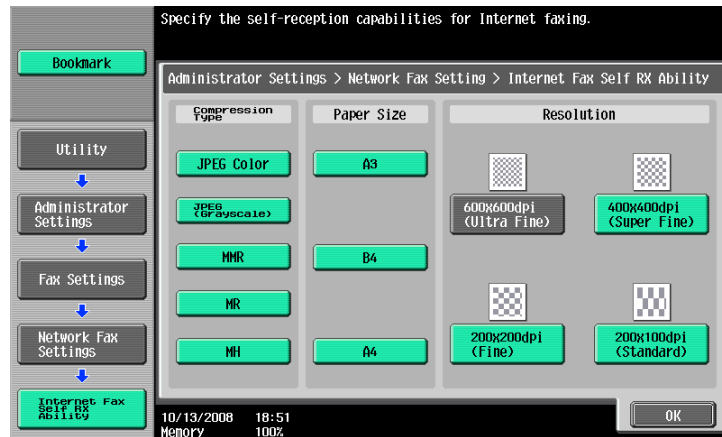 Specify the self-reception capabilities for Internet faxing.
Bookmark
Administrator Settings > Network Fax Setting > Internet Fax Self RX Ability
Utility
Administrator
Settings
Fax Settings
Network Fax
Settings
Internet Fax
Self RX
Ability
Compression
Type
Paper Size
Resolution
JPEG Color
JPEG
(Grayscale)
MMR
MR
MH
A3
B4
A4
600x600dpi
(Ultra Fine)
400x400dpi
(Super Fine)
200x200dpi
(Fine)
200x100dpi
(Standard)
10/13/2008 18:51
Memory 100%
OK